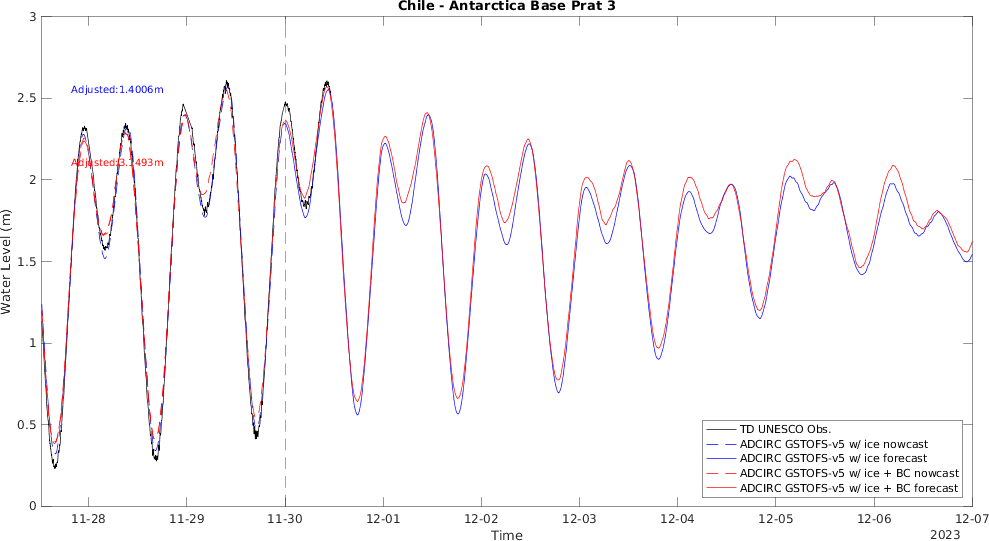 Chile - Antarctica Base Prat 3
3
2.5
2
1.5
1
0.5
0
Water Level (m)
Adjusted:1.4006m
Adjusted:3.1493m
TD UNESCO Obs.
ADCIRC GSTOFS-v5 w/ ice nowcast
ADCIRC GSTOFS-v5 w/ ice forecast
ADCIRC GSTOFS-v5 w/ ice + BC nowcast
ADCIRC GSTOFS-v5 w/ ice + BC forecast
11-28 11-29 11-30 12-01 12-02 12-03 12-04 12-05 12-06 12-07
Time
2023